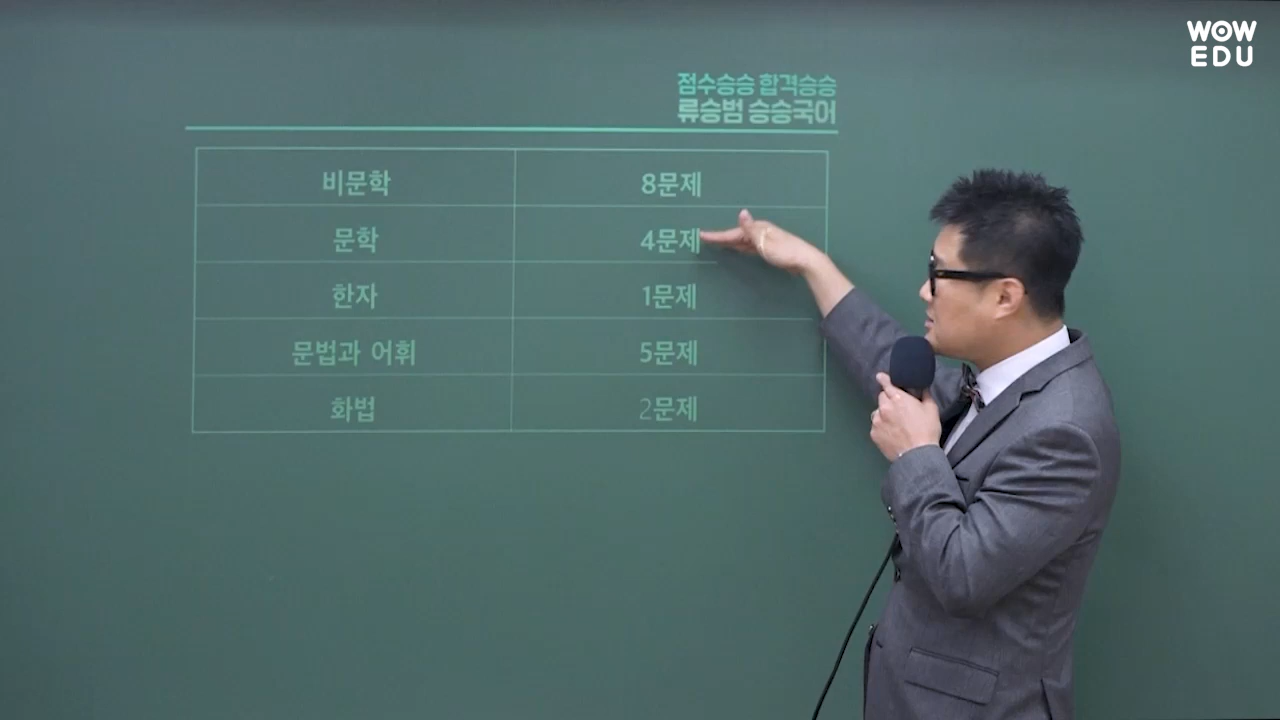 WOW
EDU
점수승승 합격승승
류승범 승승국어
비문학 8문제
문학 4문제
한자 1문제
문법과 어휘 5문제
화법 2문제